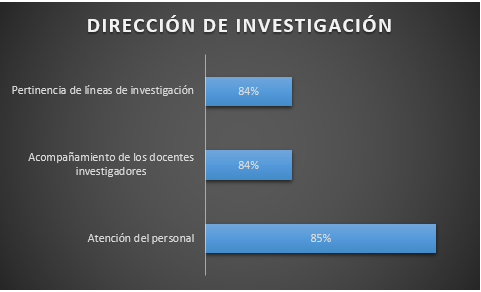 DIRECCIÓN DE INVESTIGACIÓN
Pertinencia de líneas de investigación
84%
Acompañamiento de los docentes
investigadores
84%
Atención del personal
85%